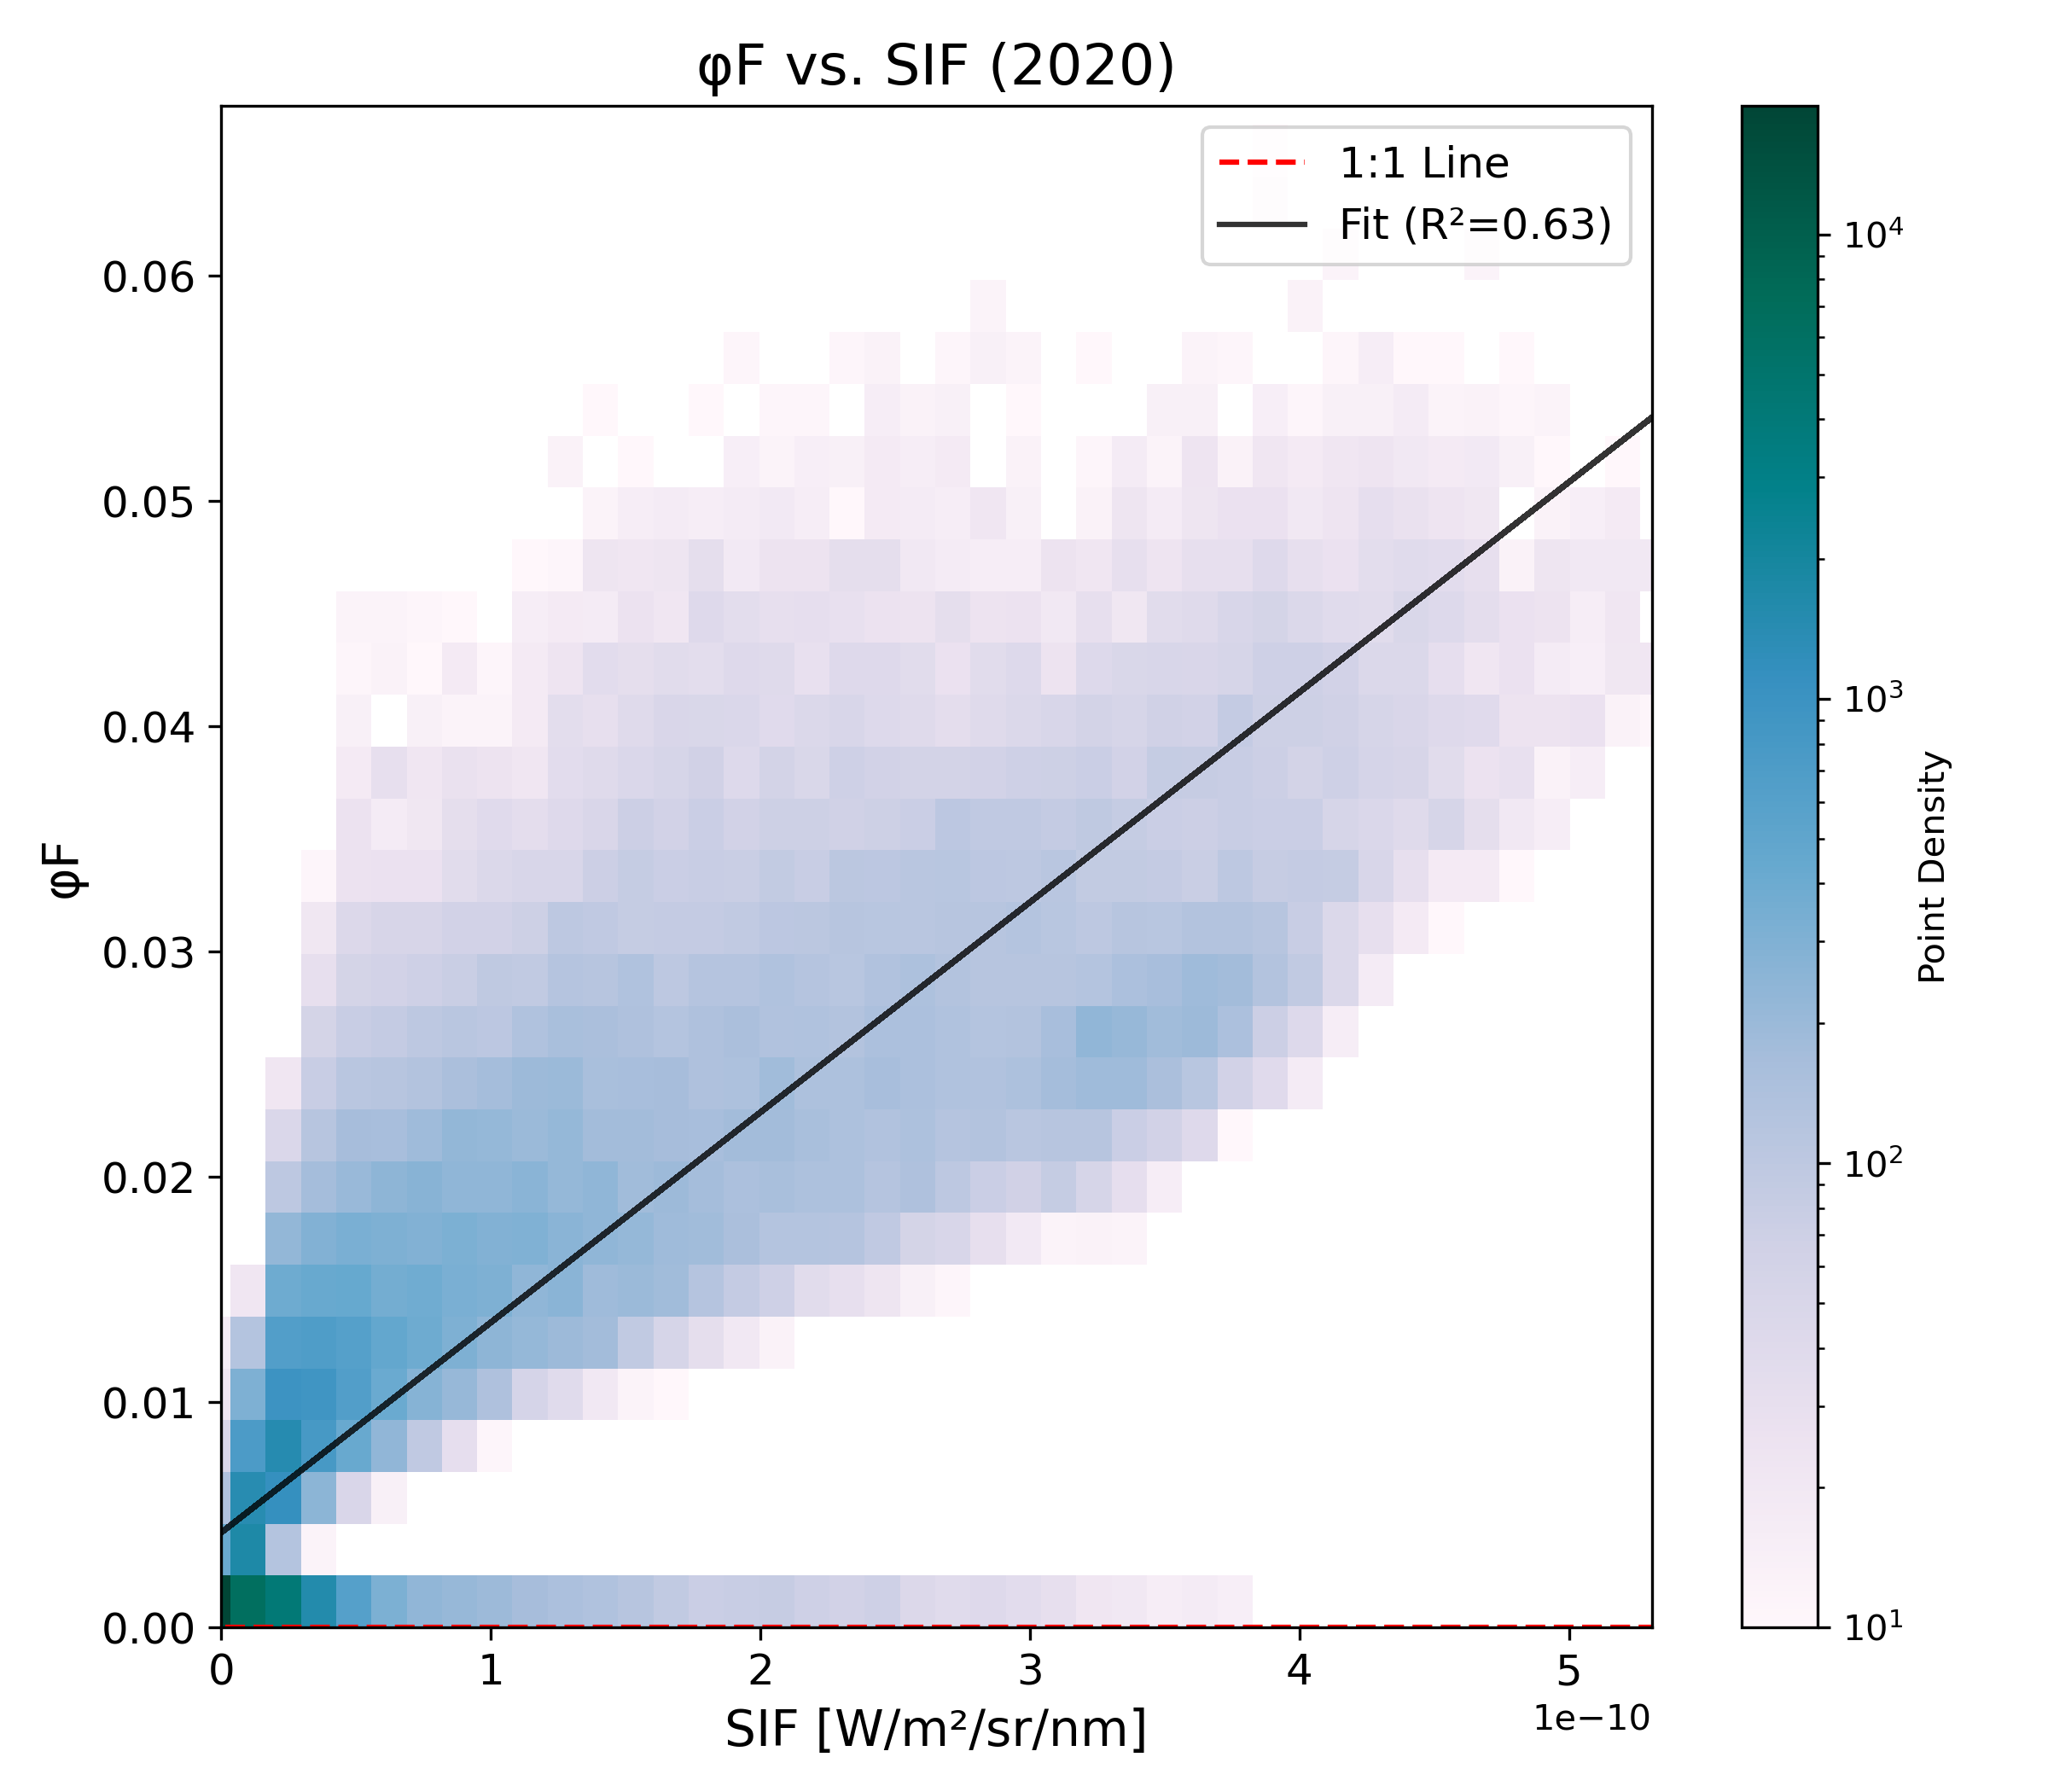 φF vs. SIF (2020)
1:1 Line
Fit (R²=0.63)
φF
0.06
0.05
0.04
0.03
0.02
0.01
0.00
0
1
2
3
4
5
1e−10
SIF [W/m²/sr/nm]
10⁴
10³
10²
10¹
Point Density